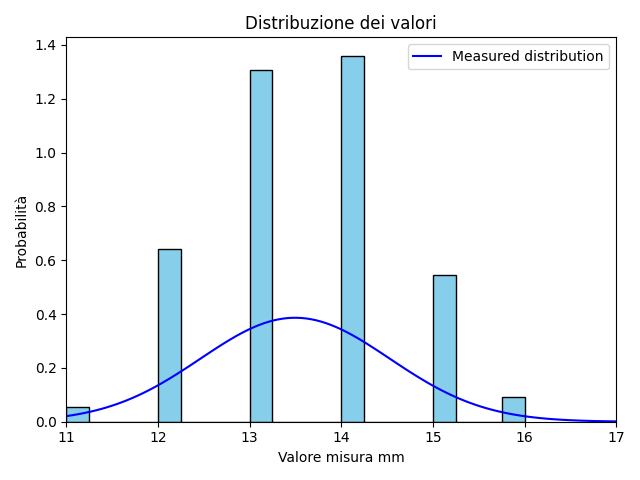 Distribuzione dei valori
Measured distribution
Probabilità
1.4
1.2
1.0
0.8
0.6
0.4
0.2
0.0
11 12 13 14 15 16 17
Valore misura mm